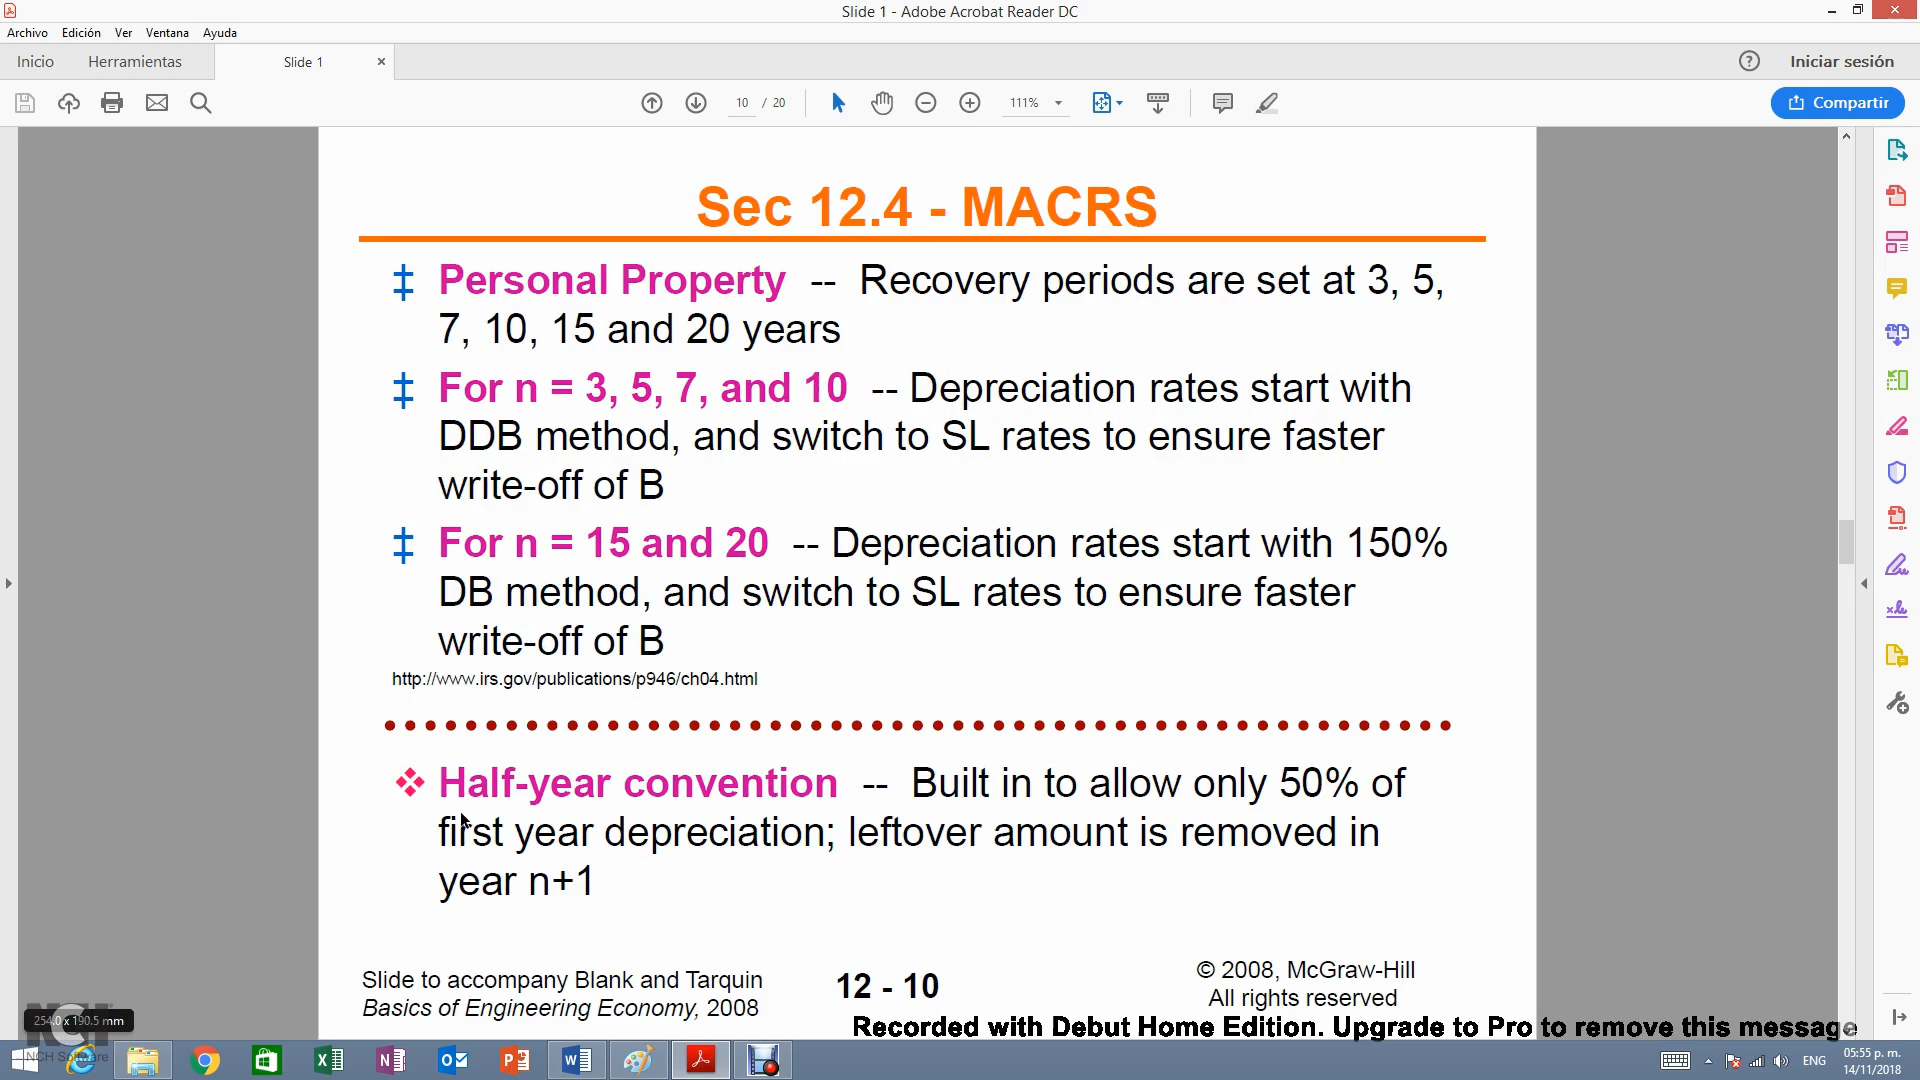 Slide 1 - Adobe Acrobat Reader DC
Archivo Edición Ver Ventana Ayuda
Inicio Herramientas Slide 1 × ? Iniciar sesión
10 / 20 111% Compartir
Sec 12.4 - MACRS
‡ Personal Property -- Recovery periods are set at 3, 5,
7, 10, 15 and 20 years
‡ For n = 3, 5, 7, and 10 -- Depreciation rates start with
DDB method, and switch to SL rates to ensure faster
write-off of B
‡ For n = 15 and 20 -- Depreciation rates start with 150%
DB method, and switch to SL rates to ensure faster
write-off of B
http://www.irs.gov/publications/p946/ch04.html
❖ Half-year convention -- Built in to allow only 50% of
first year depreciation; leftover amount is removed in
year n+1
Slide to accompany Blank and Tarquin
Basics of Engineering Economy, 2008
12 - 10
© 2008, McGraw-Hill
All rights reserved
254.0 x 190.5 mm
NCH Software
Recorded with Debut Home Edition. Upgrade to Pro to remove this message
ENG
05:55 p. m.
14/11/2018